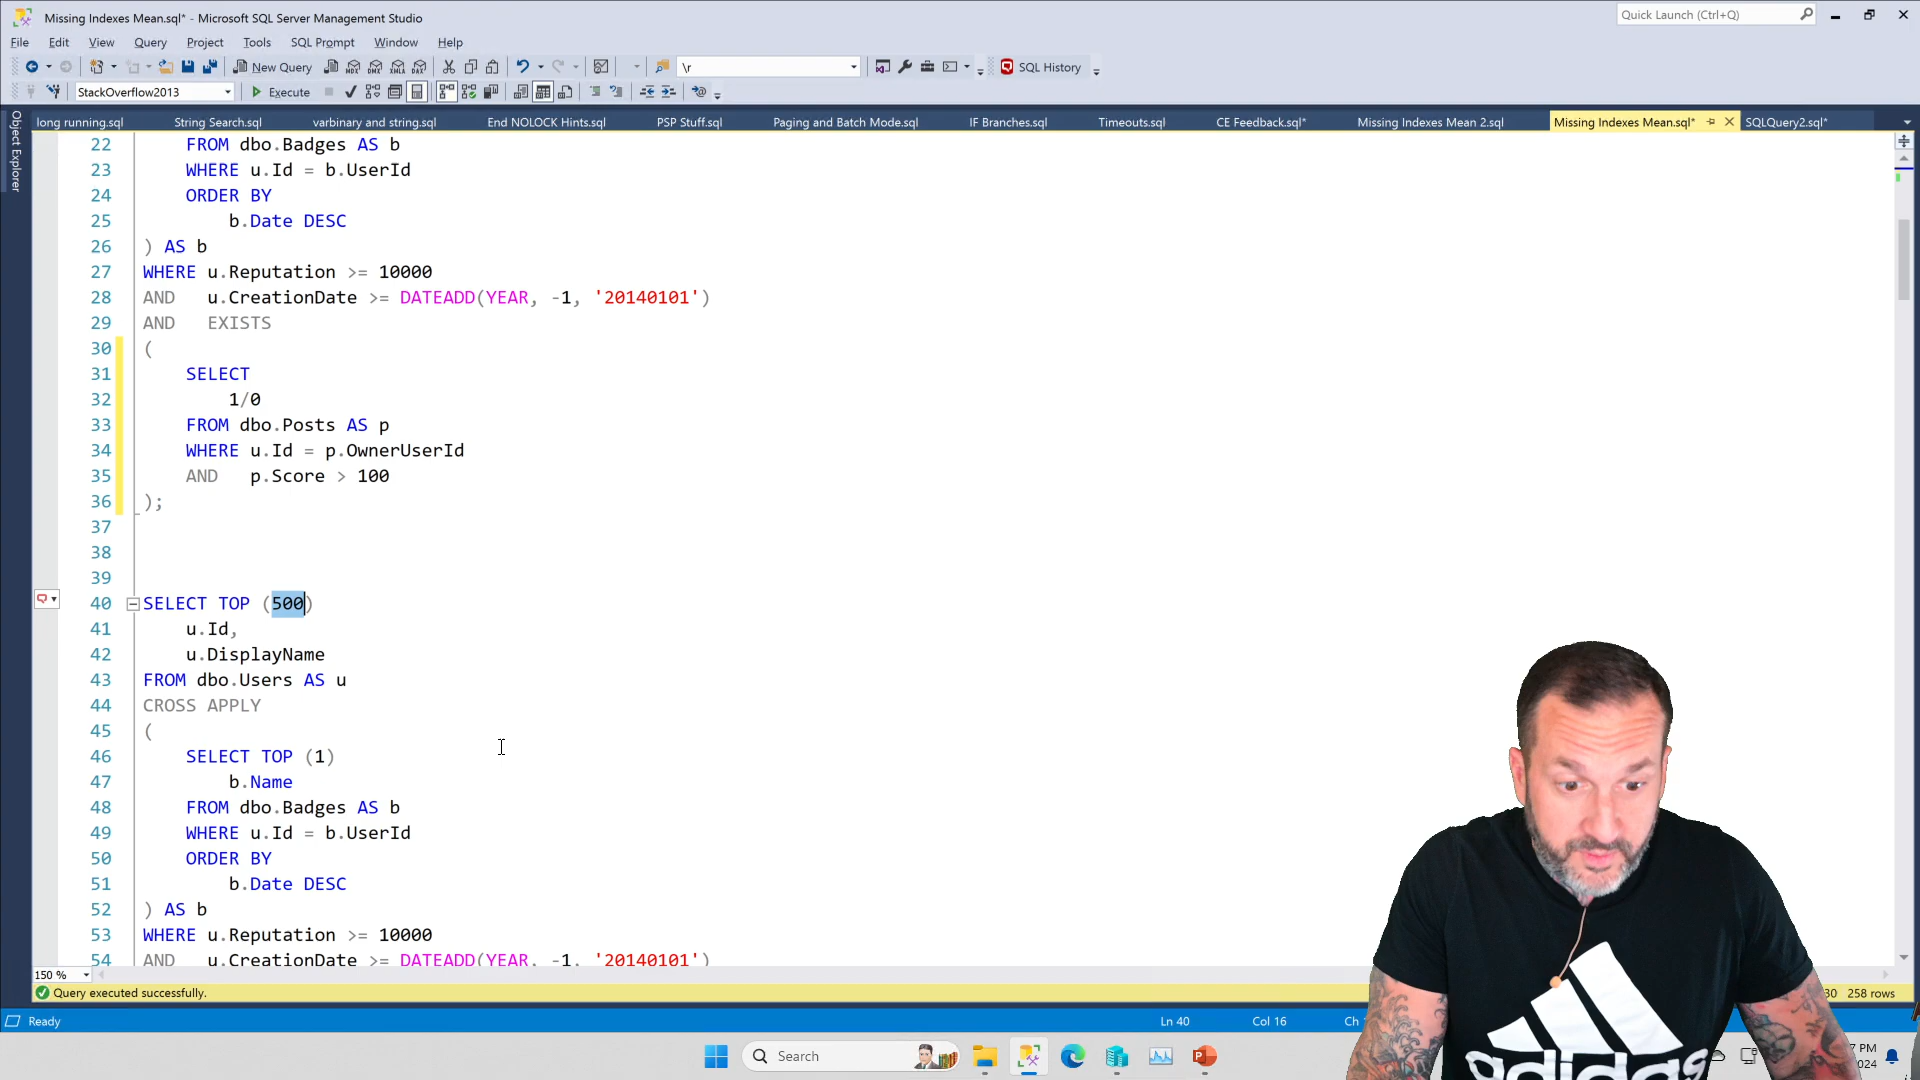 Missing Indexes Mean.sql* - Microsoft SQL Server Management Studio
Quick Launch (Ctrl+Q)
File Edit View Query Project Tools SQL Prompt Window Help
New Query \r SQL History
StackOverflow2013 Execute
long running.sql String Search.sql varbinary and string.sql End NOLOCK Hints.sql PSP Stuff.sql Paging and Batch Mode.sql IF Branches.sql Timeouts.sql CE Feedback.sql* Missing Indexes Mean 2.sql Missing Indexes Mean.sql* SQLQuery2.sql*
Object Explorer
22 FROM dbo.Badges AS b
23 WHERE u.Id = b.UserId
24 ORDER BY
25 b.Date DESC
26 ) AS b
27 WHERE u.Reputation >= 10000
28 AND u.CreationDate >= DATEADD(YEAR, -1, '20140101')
29 AND EXISTS
30 (
31 SELECT
32 1/0
33 FROM dbo.Posts AS p
34 WHERE u.Id = p.OwnerUserId
35 AND p.Score > 100
36 );
37
38
39
40 SELECT TOP (500)
41 u.Id,
42 u.DisplayName
43 FROM dbo.Users AS u
44 CROSS APPLY
45 (
46 SELECT TOP (1)
47 b.Name
48 FROM dbo.Badges AS b
49 WHERE u.Id = b.UserId
50 ORDER BY
51 b.Date DESC
52 ) AS b
53 WHERE u.Reputation >= 10000
54 AND u.CreationDate >= DATEADD(YEAR, -1, '20140101')
150 %
Query executed successfully. 30 258 rows
Ready Ln 40 Col 16 Ch
Search
7 PM
2024
adidas